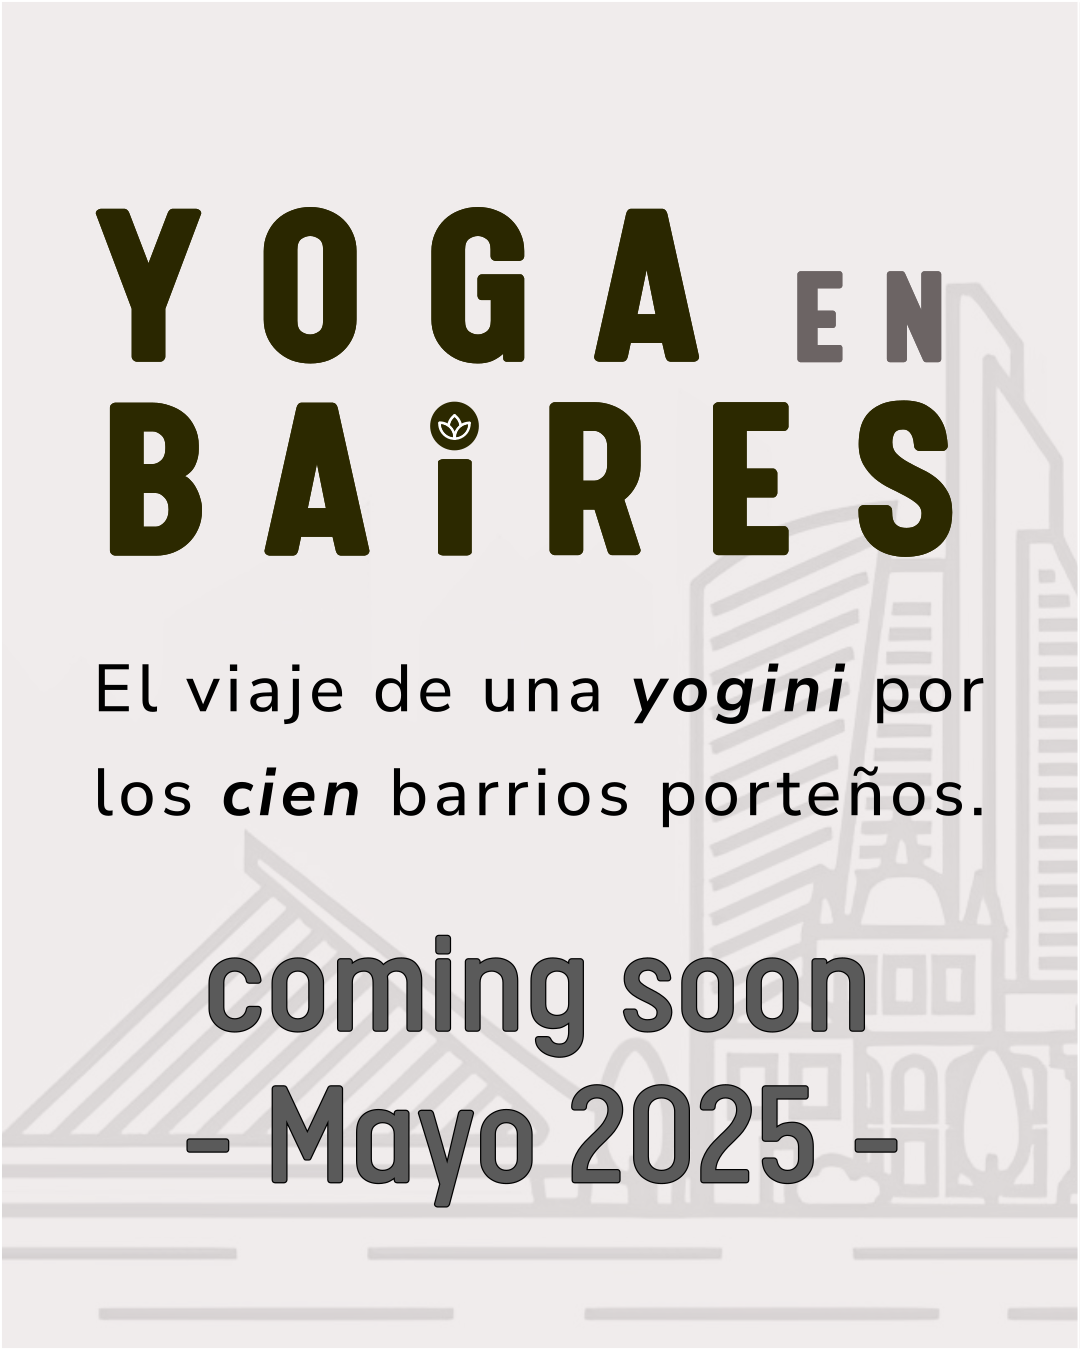 YOGA EN
BAiRES
El viaje de una yogini por
los cien barrios porteños.
coming soon
- Mayo 2025 -